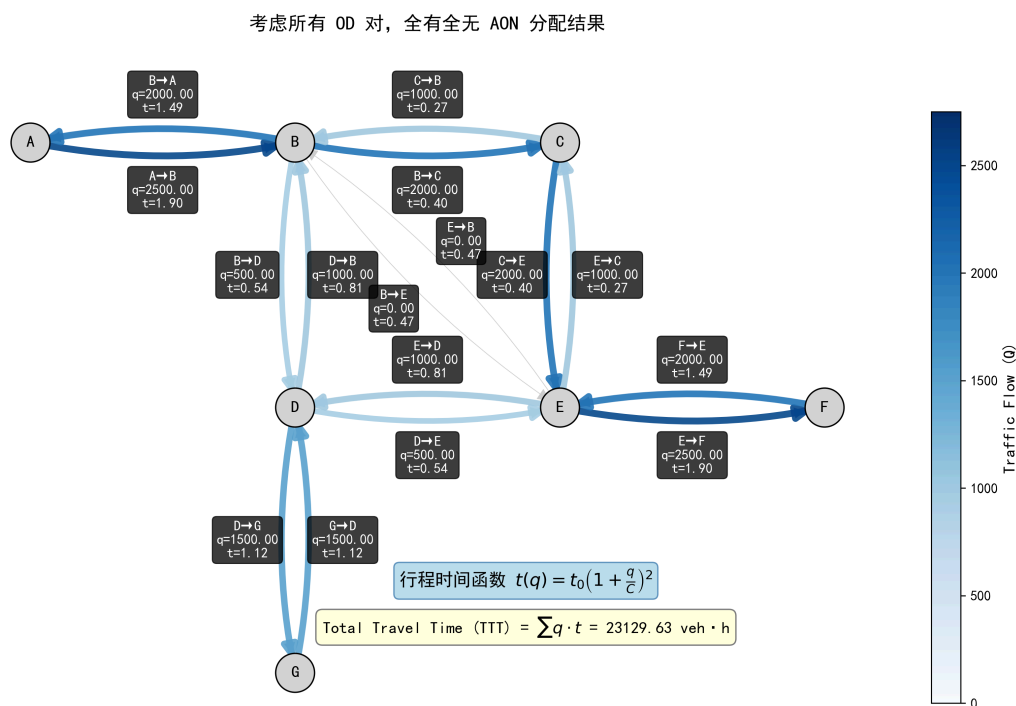 考虑所有 OD 对，全有全无 AON 分配结果
B→A
q=2000.00
t=1.49
C→B
q=1000.00
t=0.27
A
B
C
A→B
q=2500.00
t=1.90
B→C
q=2000.00
t=0.40
E→B
q=0.00
t=0.47
B→D
q=500.00
t=0.54
D→B
q=1000.00
t=0.81
C→E
q=2000.00
t=0.40
E→C
q=1000.00
t=0.27
B→E
q=0.00
t=0.47
E→D
q=1000.00
t=0.81
F→E
q=2000.00
t=1.49
D
E
F
D→E
q=500.00
t=0.54
E→F
q=2500.00
t=1.90
D→G
q=1500.00
t=1.12
G→D
q=1500.00
t=1.12
行程时间函数 t(q) = t₀(1 + q/C)²
Total Travel Time (TTT) = ∑q · t = 23129.63 veh·h
G
2500
2000
1500
1000
500
0
Traffic Flow (Q)